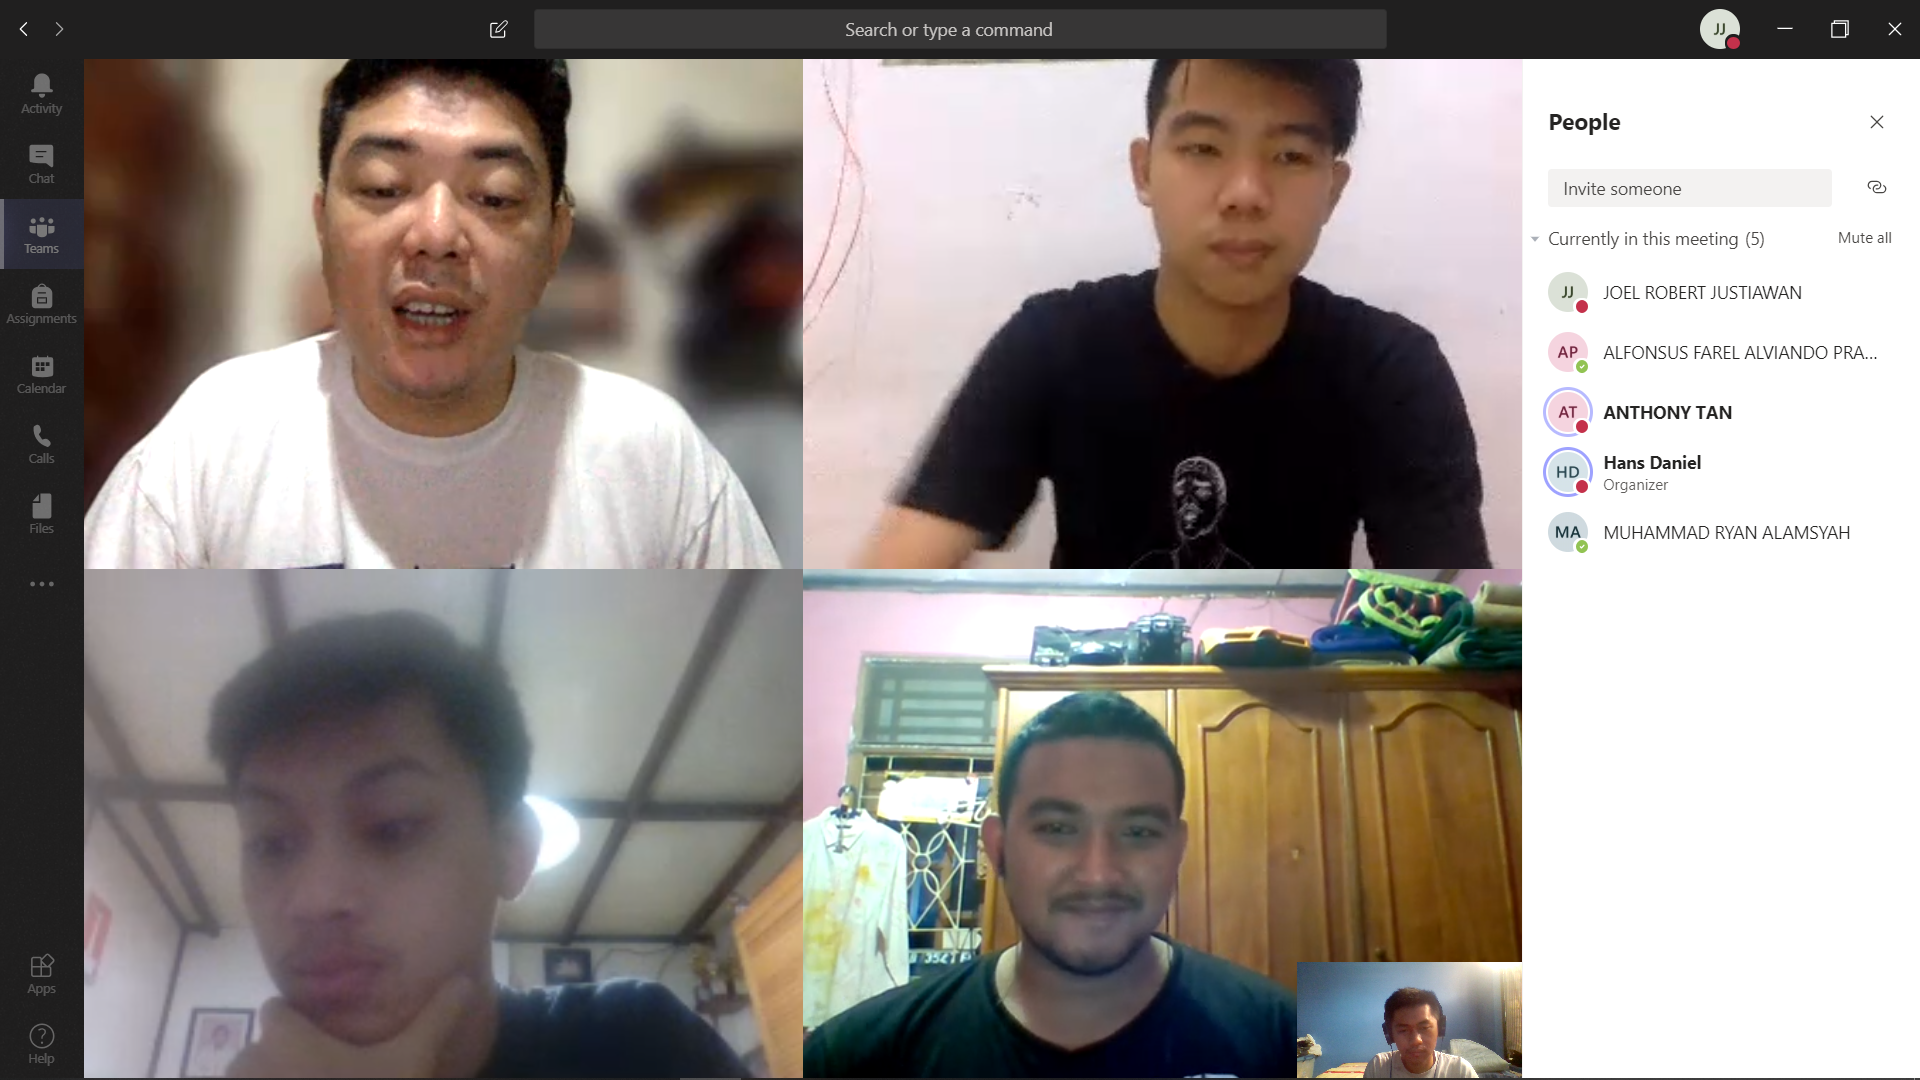 Search or type a command
JJ
Activity
Chat
Teams
Assignments
Calendar
Calls
Files
Apps
Help
People
Invite someone
Currently in this meeting (5)
Mute all
JJ
JOEL ROBERT JUSTIAWAN
AP
ALFONSUS FAREL ALVIANDO PRA...
AT
ANTHONY TAN
HD
Hans Daniel
Organizer
MA
MUHAMMAD RYAN ALAMSYAH